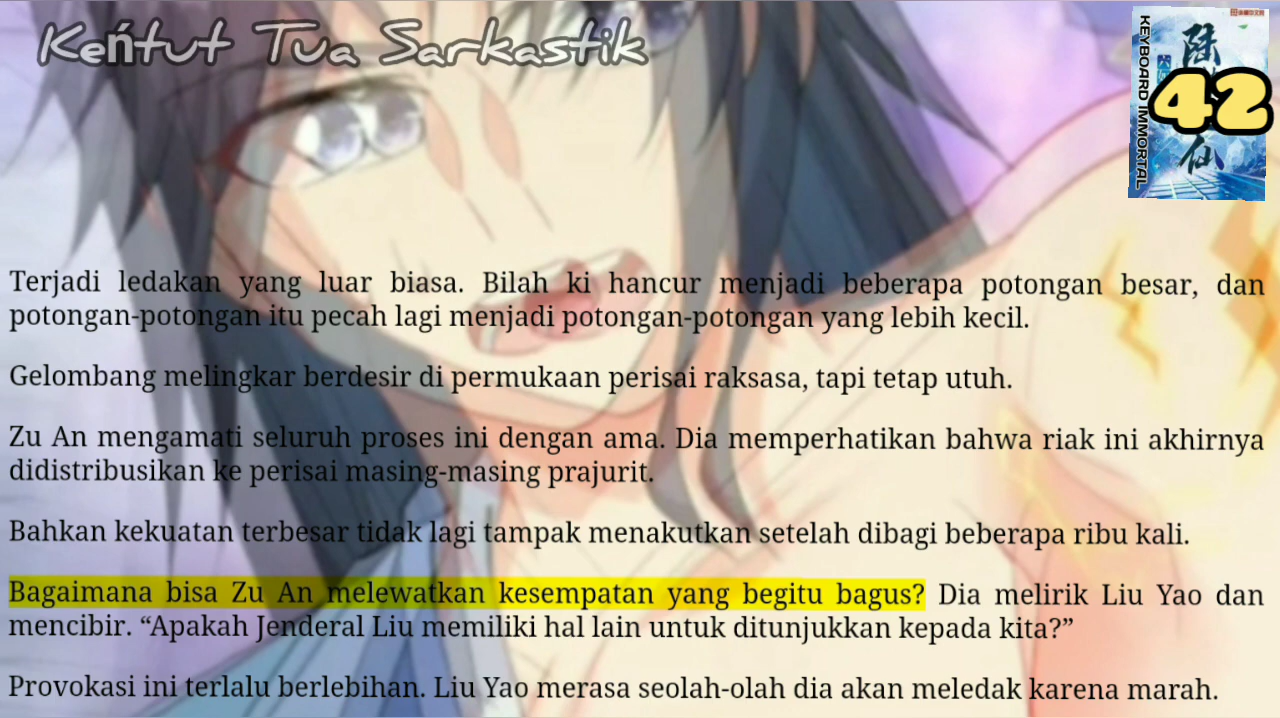 Keńtut Tua Sarkastik
KEYBOARD IMMORTAL
42
Terjadi ledakan yang luar biasa. Bilah ki hancur menjadi beberapa potongan besar, dan
potongan-potongan itu pecah lagi menjadi potongan-potongan yang lebih kecil.
Gelombang melingkar berdesir di permukaan perisai raksasa, tapi tetap utuh.
Zu An mengamati seluruh proses ini dengan ama. Dia memperhatikan bahwa riak ini akhirnya
didistribusikan ke perisai masing-masing prajurit.
Bahkan kekuatan terbesar tidak lagi tampak menakutkan setelah dibagi beberapa ribu kali.
Bagaimana bisa Zu An melewatkan kesempatan yang begitu bagus? Dia melirik Liu Yao dan
mencibir. “Apakah Jenderal Liu memiliki hal lain untuk ditunjukkan kepada kita?”
Provokasi ini terlalu berlebihan. Liu Yao merasa seolah-olah dia akan meledak karena marah.